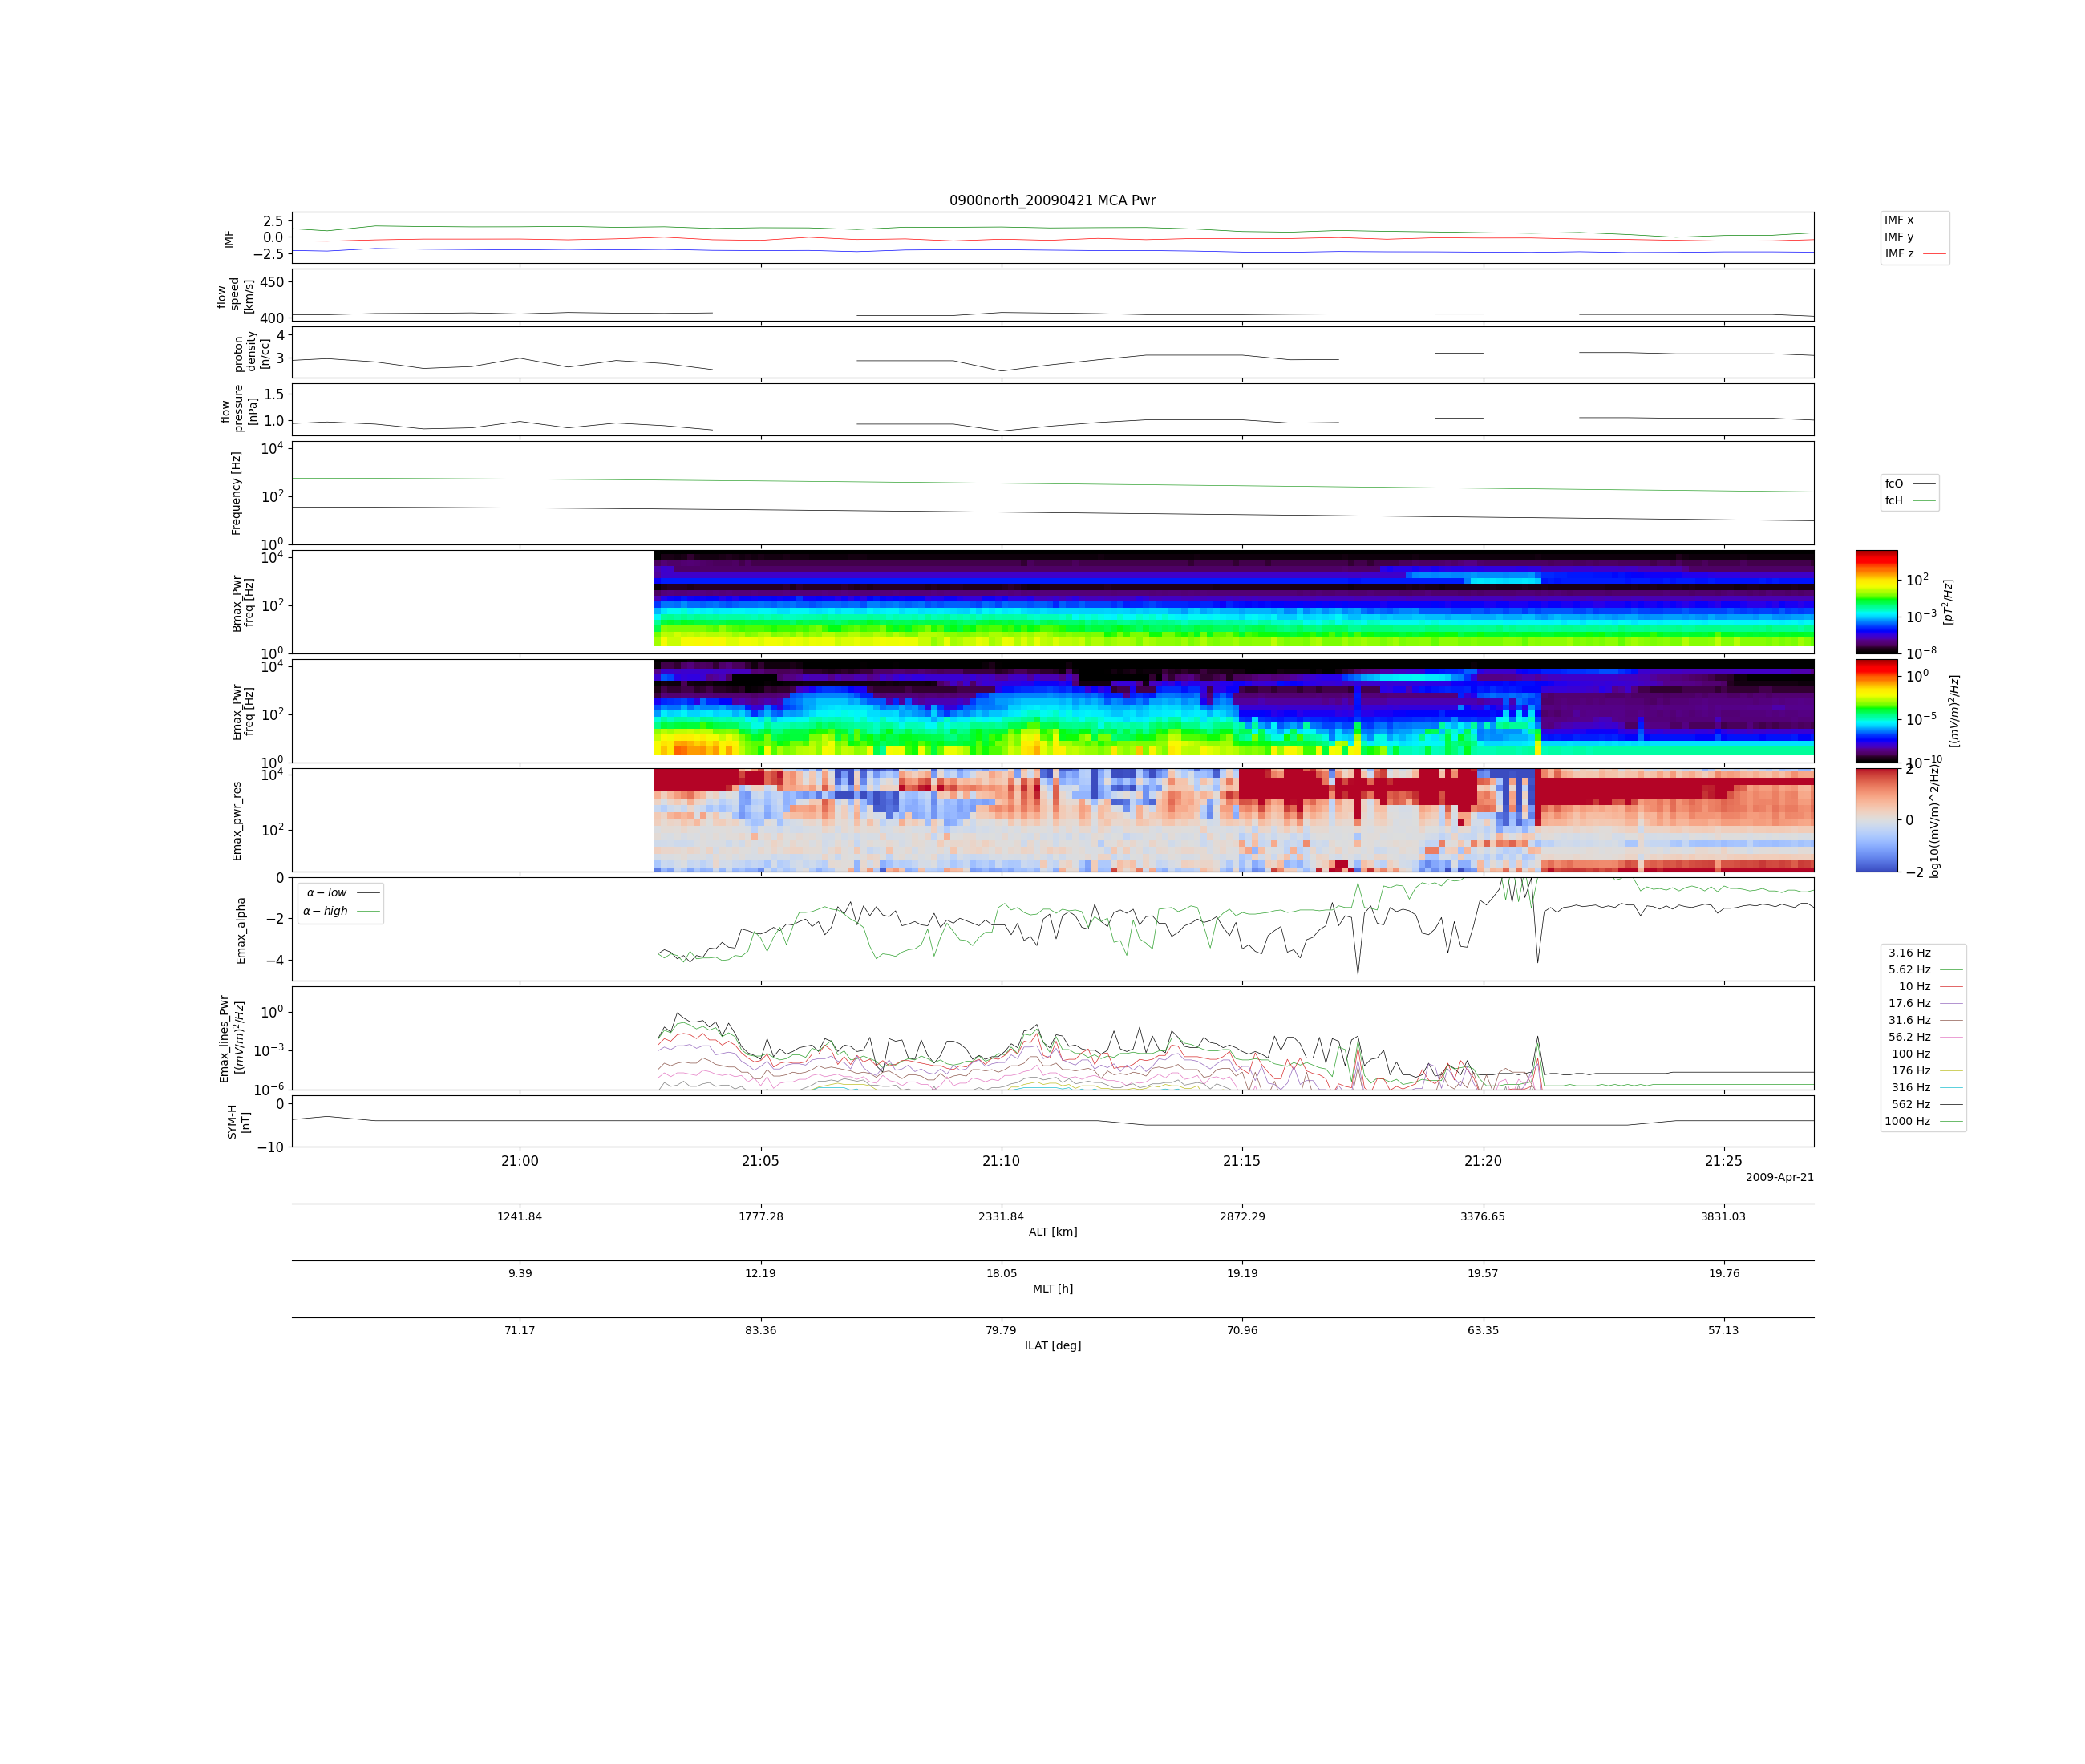 0900north_20090421 MCA Pwr
IMF
2.5
0.0
−2.5
IMF x
IMF y
IMF z
flow
speed
[km/s]
450
400
proton
density
[n/cc]
4
3
flow
pressure
[nPa]
1.5
1.0
Frequency [Hz]
10^4
10^2
10^0
fcO
fcH
Bmax_Pwr
freq [Hz]
10^4
10^2
10^0
10^2
10^−3
10^−8
[pT^2/Hz]
Emax_Pwr
freq [Hz]
10^4
10^2
10^0
10^0
10^−5
10^−10
[(mV/m)^2/Hz]
Emax_pwr_res
10^4
10^2
2
0
−2
log10((mV/m)^2/Hz)
Emax_alpha
0
−2
−4
α − low
α − high
Emax_lines_Pwr
[(mV/m)^2/Hz]
10^0
10^−3
10^−6
3.16 Hz
5.62 Hz
10 Hz
17.6 Hz
31.6 Hz
56.2 Hz
100 Hz
176 Hz
316 Hz
562 Hz
1000 Hz
SYM-H
[nT]
0
−10
21:00 21:05 21:10 21:15 21:20 21:25
2009-Apr-21
1241.84 1777.28 2331.84 2872.29 3376.65 3831.03
ALT [km]
9.39 12.19 18.05 19.19 19.57 19.76
MLT [h]
71.17 83.36 79.79 70.96 63.35 57.13
ILAT [deg]